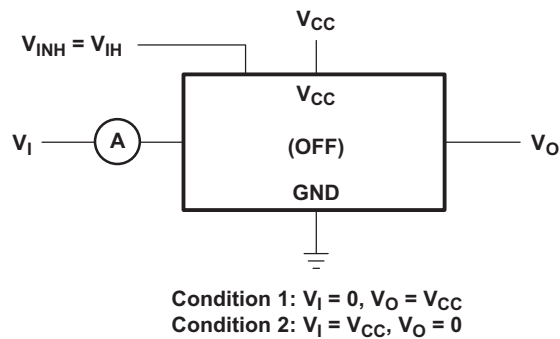 V_CC
V_INH = V_IH
V_CC
V_I
A
(OFF)
V_O
GND
Condition 1: V_I = 0, V_O = V_CC
Condition 2: V_I = V_CC, V_O = 0